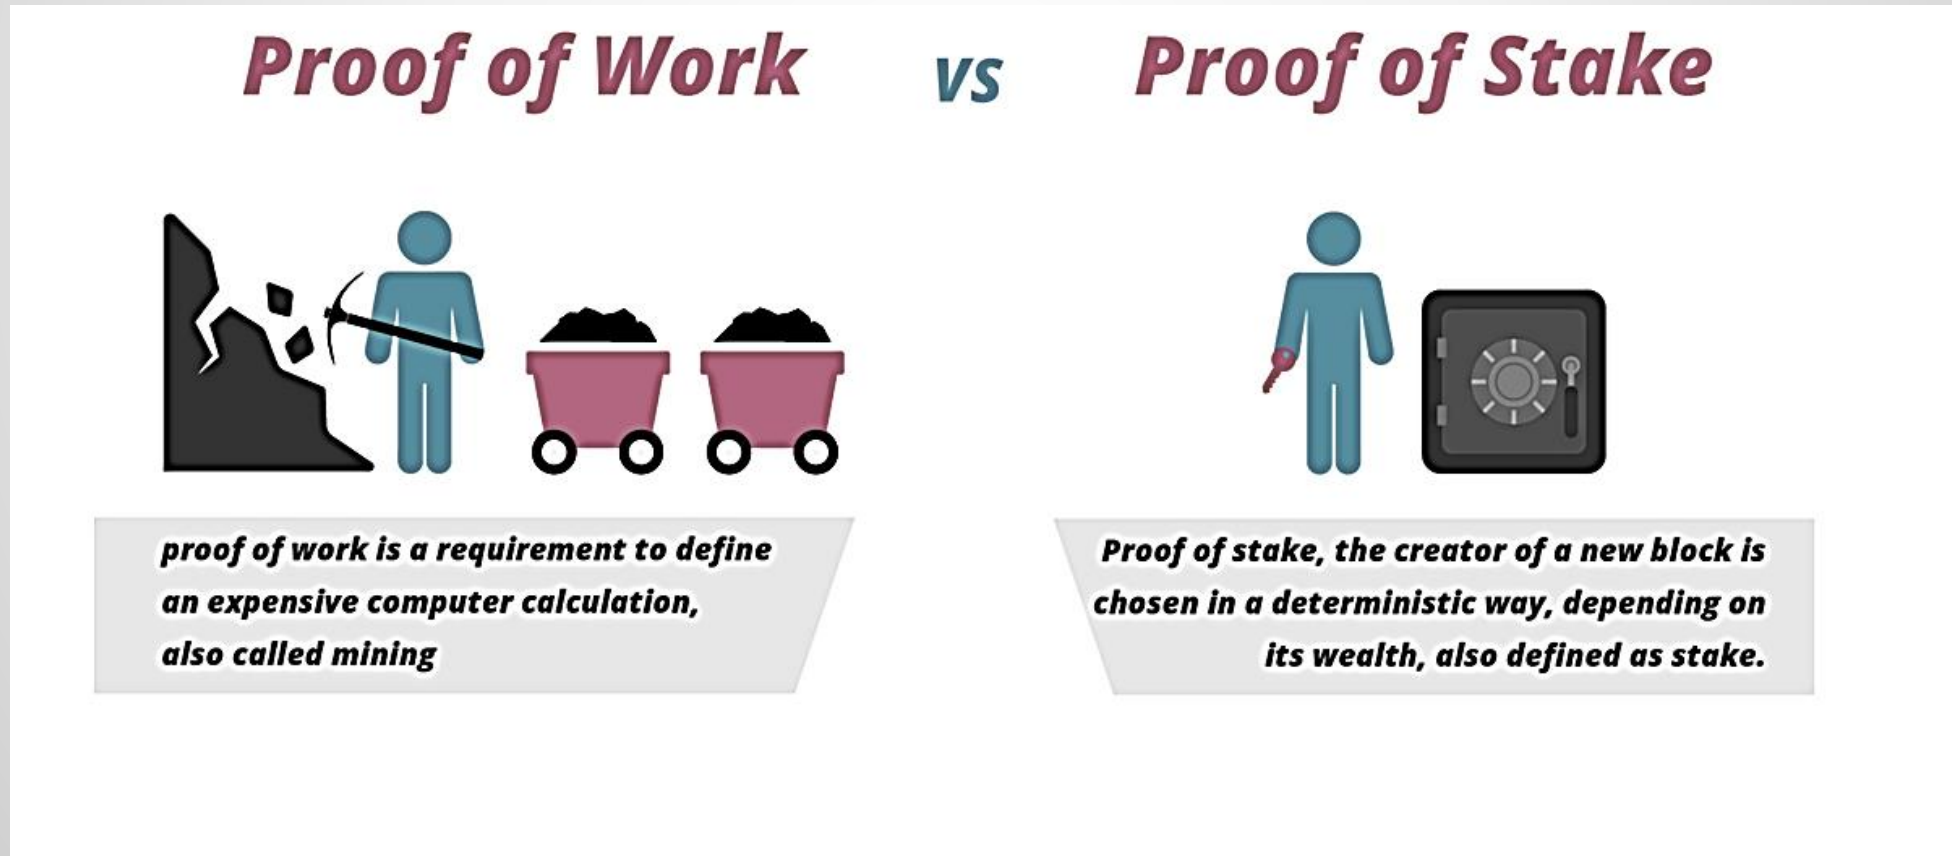 Proof of Work vs Proof of Stake
proof of work is a requirement to define
an expensive computer calculation,
also called mining
Proof of stake, the creator of a new block is
chosen in a deterministic way, depending on
its wealth, also defined as stake.